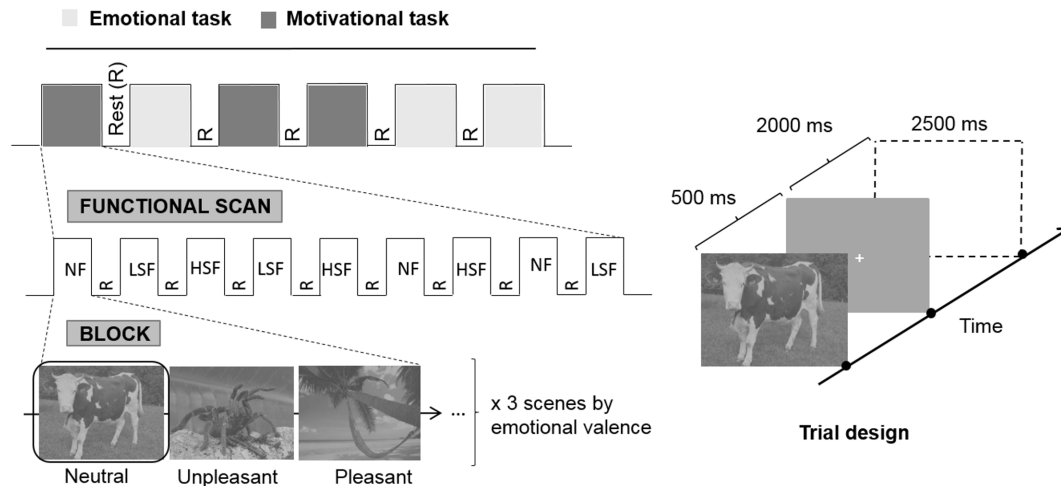 Emotional task
Motivational task
Rest (R)
R
R
R
R
FUNCTIONAL SCAN
NF
R
LSF
R
HSF
R
LSF
R
HSF
R
NF
R
HSF
R
NF
R
LSF
BLOCK
...
x 3 scenes by
emotional valence
Neutral
Unpleasant
Pleasant
500 ms
2000 ms
2500 ms
Time
Trial design